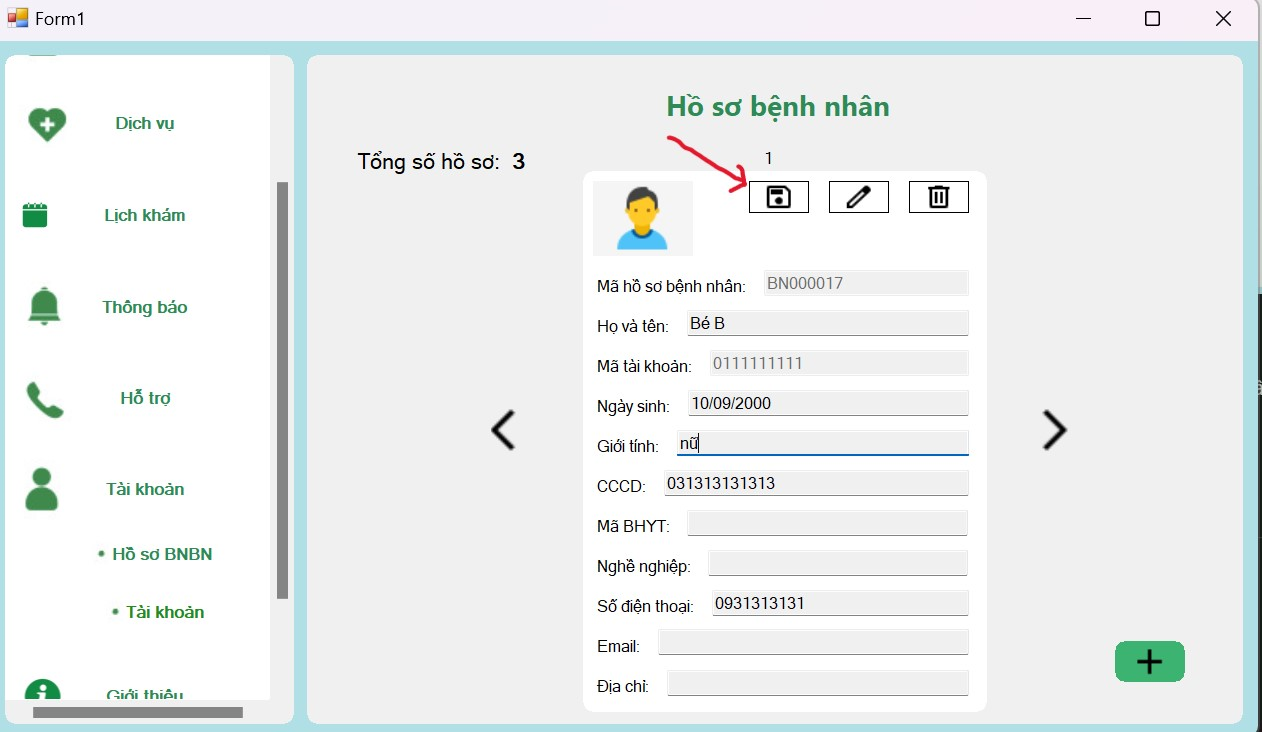 Form1
Dịch vụ
Lịch khám
Thông báo
Hỗ trợ
Tài khoản
• Hồ sơ BNBN
• Tài khoản
Giới thiệu
Hồ sơ bệnh nhân
Tổng số hồ sơ: 3
1
Mã hồ sơ bệnh nhân: BN000017
Họ và tên: Bé B
Mã tài khoản: 0111111111
Ngày sinh: 10/09/2000
Giới tính: nữ
CCCD: 031313131313
Mã BHYT:
Nghề nghiệp:
Số điện thoại: 0931313131
Email:
Địa chỉ: